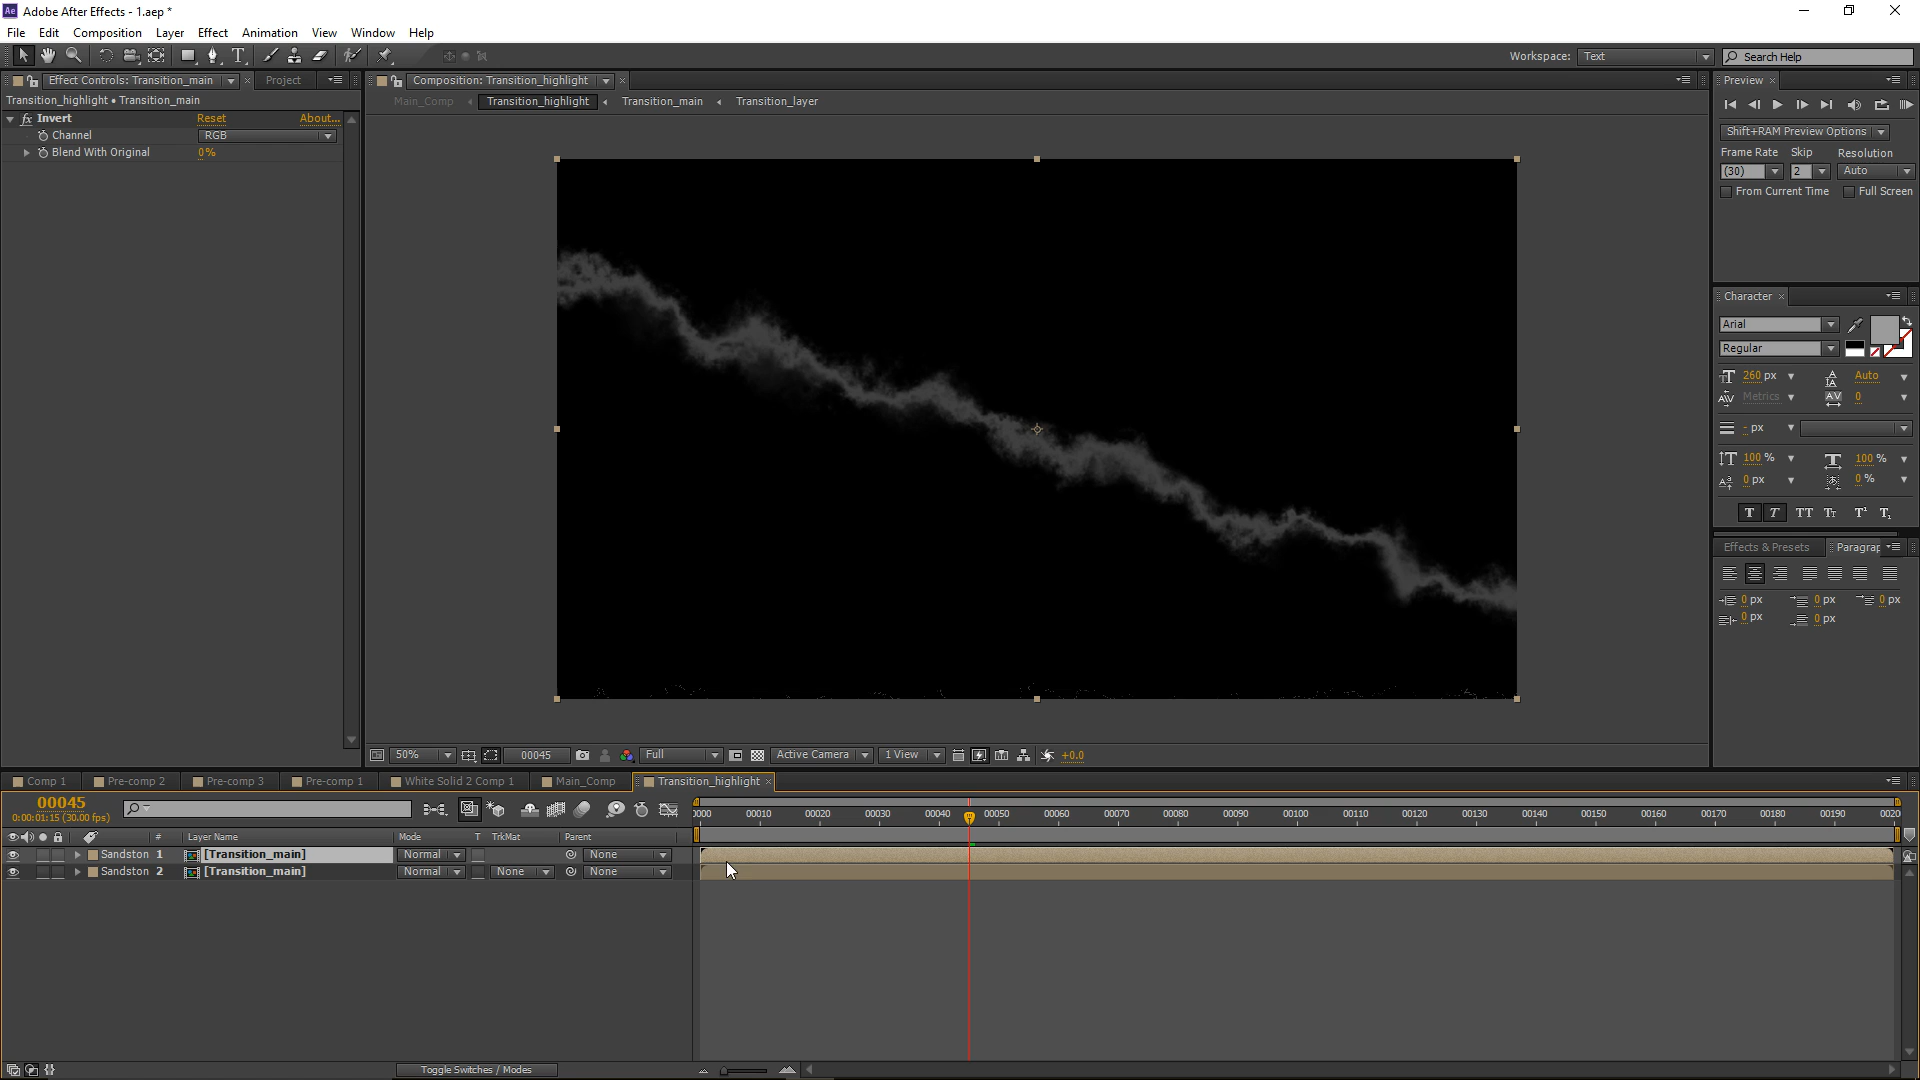 Ae Adobe After Effects - 1.aep *
File Edit Composition Layer Effect Animation View Window Help
Workspace: Text Search Help
Effect Controls: Transition_main × Project
Composition: Transition_highlight ×
Preview ×
Transition_highlight • Transition_main
Main_Comp Transition_highlight Transition_main Transition_layer
fx Invert Reset About...
Channel RGB
Blend With Original 0%
Shift+RAM Preview Options
Frame Rate Skip Resolution
(30) 2 Auto
From Current Time Full Screen
Character ×
Arial
Regular
260 px Auto
Metrics 0
- px
100 % 100 %
0 px 0 %
T T TT Tт T¹ T₁
Effects & Presets Paragrap
0 px 0 px 0 px
0 px 0 px
50% 00045 Full Active Camera 1 View +0.0
Comp 1 Pre-comp 2 Pre-comp 3 Pre-comp 1 White Solid 2 Comp 1 Main_Comp Transition_highlight ×
00045
0:00:01:15 (30.00 fps)
0000 00010 00020 00030 00040 00050 00060 00070 00080 00090 00100 00110 00120 00130 00140 00150 00160 00170 00180 00190 0020
# Layer Name Mode T TrkMat Parent
Sandston 1 [Transition_main] Normal None
Sandston 2 [Transition_main] Normal None None
Toggle Switches / Modes